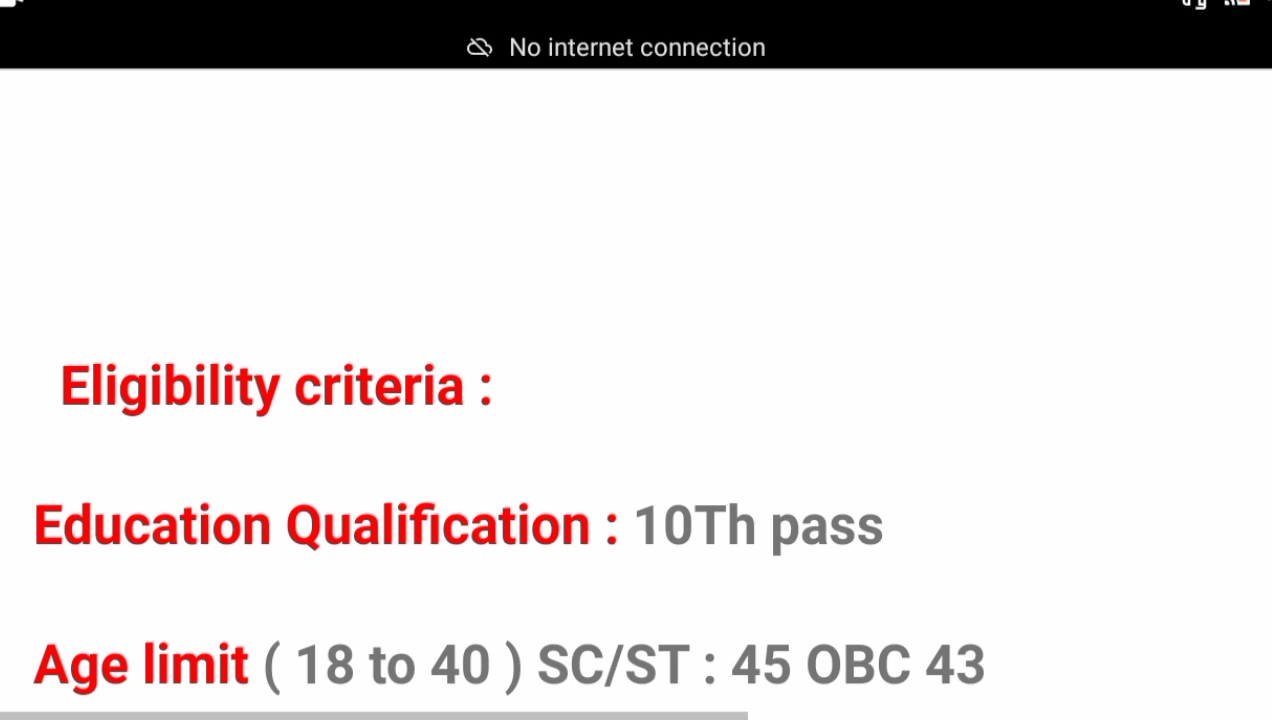 No internet connection
Eligibility criteria :
Education Qualification : 10Th pass
Age limit ( 18 to 40 ) SC/ST : 45 OBC 43